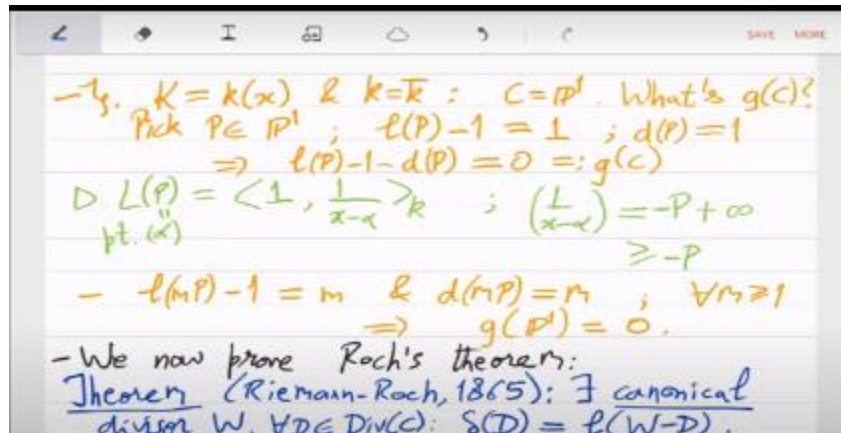 SAVE MORE
- eg. K = k(x) & k = k̄ : C = ℙ¹. What's g(C)?
Pick P ∈ ℙ¹ ; l(P)-1 = 1 ; d(P) = 1
⇒ l(P)-1-d(P) = 0 =: g(C)
▷ L(P) = <1, 1/(x-α)>_k ; (1/(x-α)) = -P + ∞
pt. (α) ≥ -P
- l(mP)-1 = m & d(mP) = m ; ∀m ≥ 1
⇒ g(ℙ¹) = 0.
- We now prove Roch's theorem:
Theorem (Riemann-Roch, 1865): ∃ canonical
divisor W, ∀D ∈ Div(C): δ(D) = l(W-D).